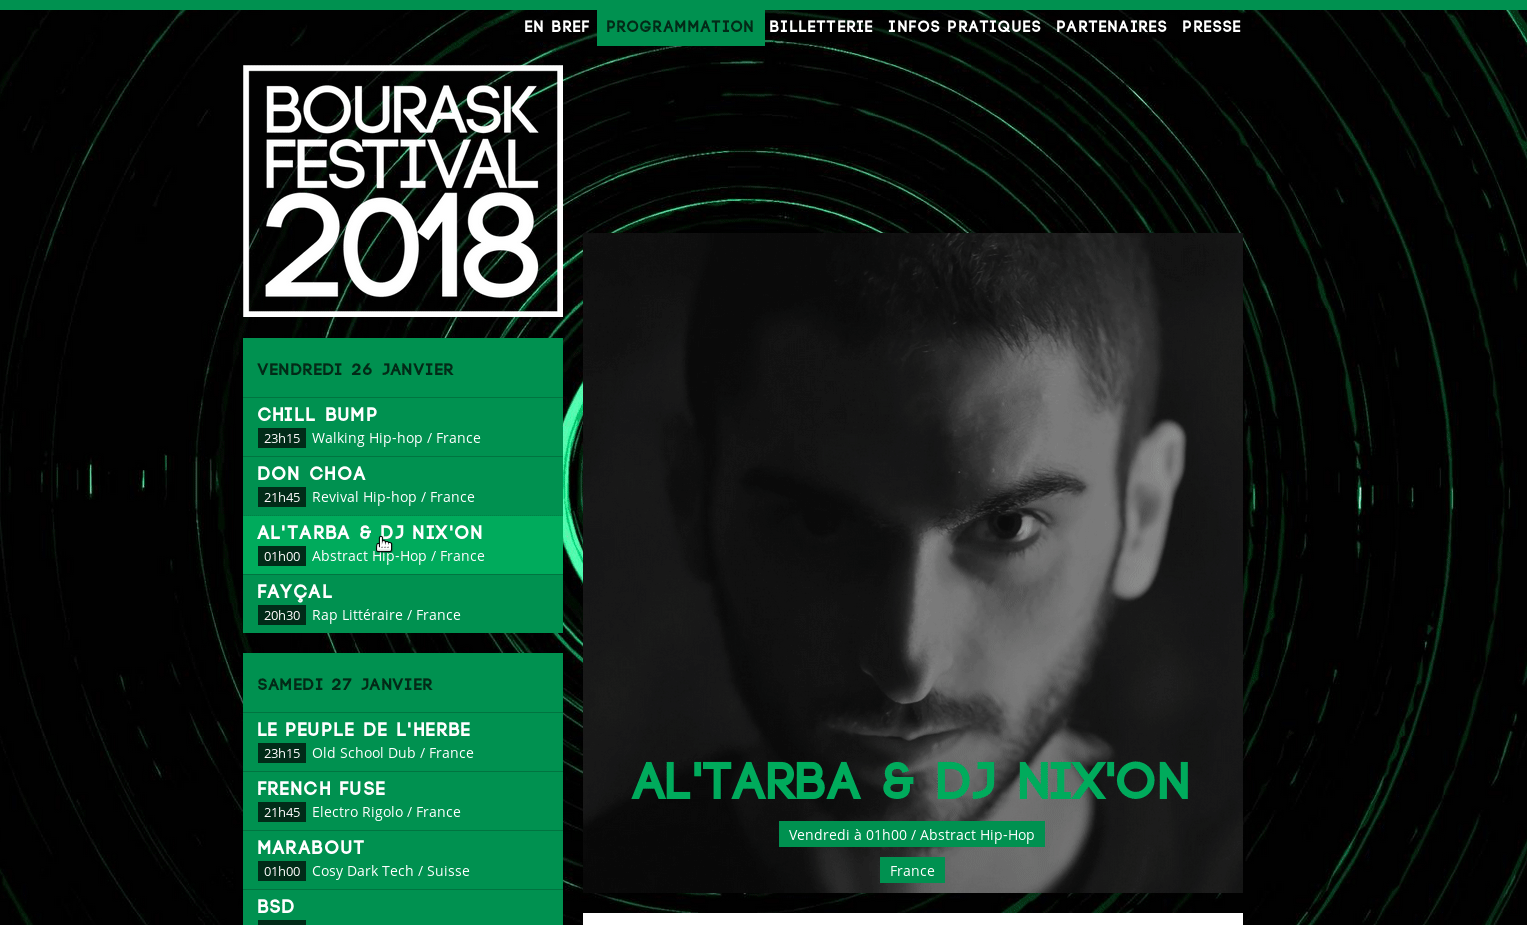 EN BREF PROGRAMMATION BILLETTERIE INFOS PRATIQUES PARTENAIRES PRESSE
BOURASK
FESTIVAL
2018
VENDREDI 26 JANVIER
CHILL BUMP
23h15 Walking Hip-hop / France
DON CHOA
21h45 Revival Hip-hop / France
AL'TARBA & DJ NIX'ON
01h00 Abstract Hip-Hop / France
FAYÇAL
20h30 Rap Littéraire / France
SAMEDI 27 JANVIER
LE PEUPLE DE L'HERBE
23h15 Old School Dub / France
FRENCH FUSE
21h45 Electro Rigolo / France
MARABOUT
01h00 Cosy Dark Tech / Suisse
BSD
AL'TARBA & DJ NIX'ON
Vendredi à 01h00 / Abstract Hip-Hop
France